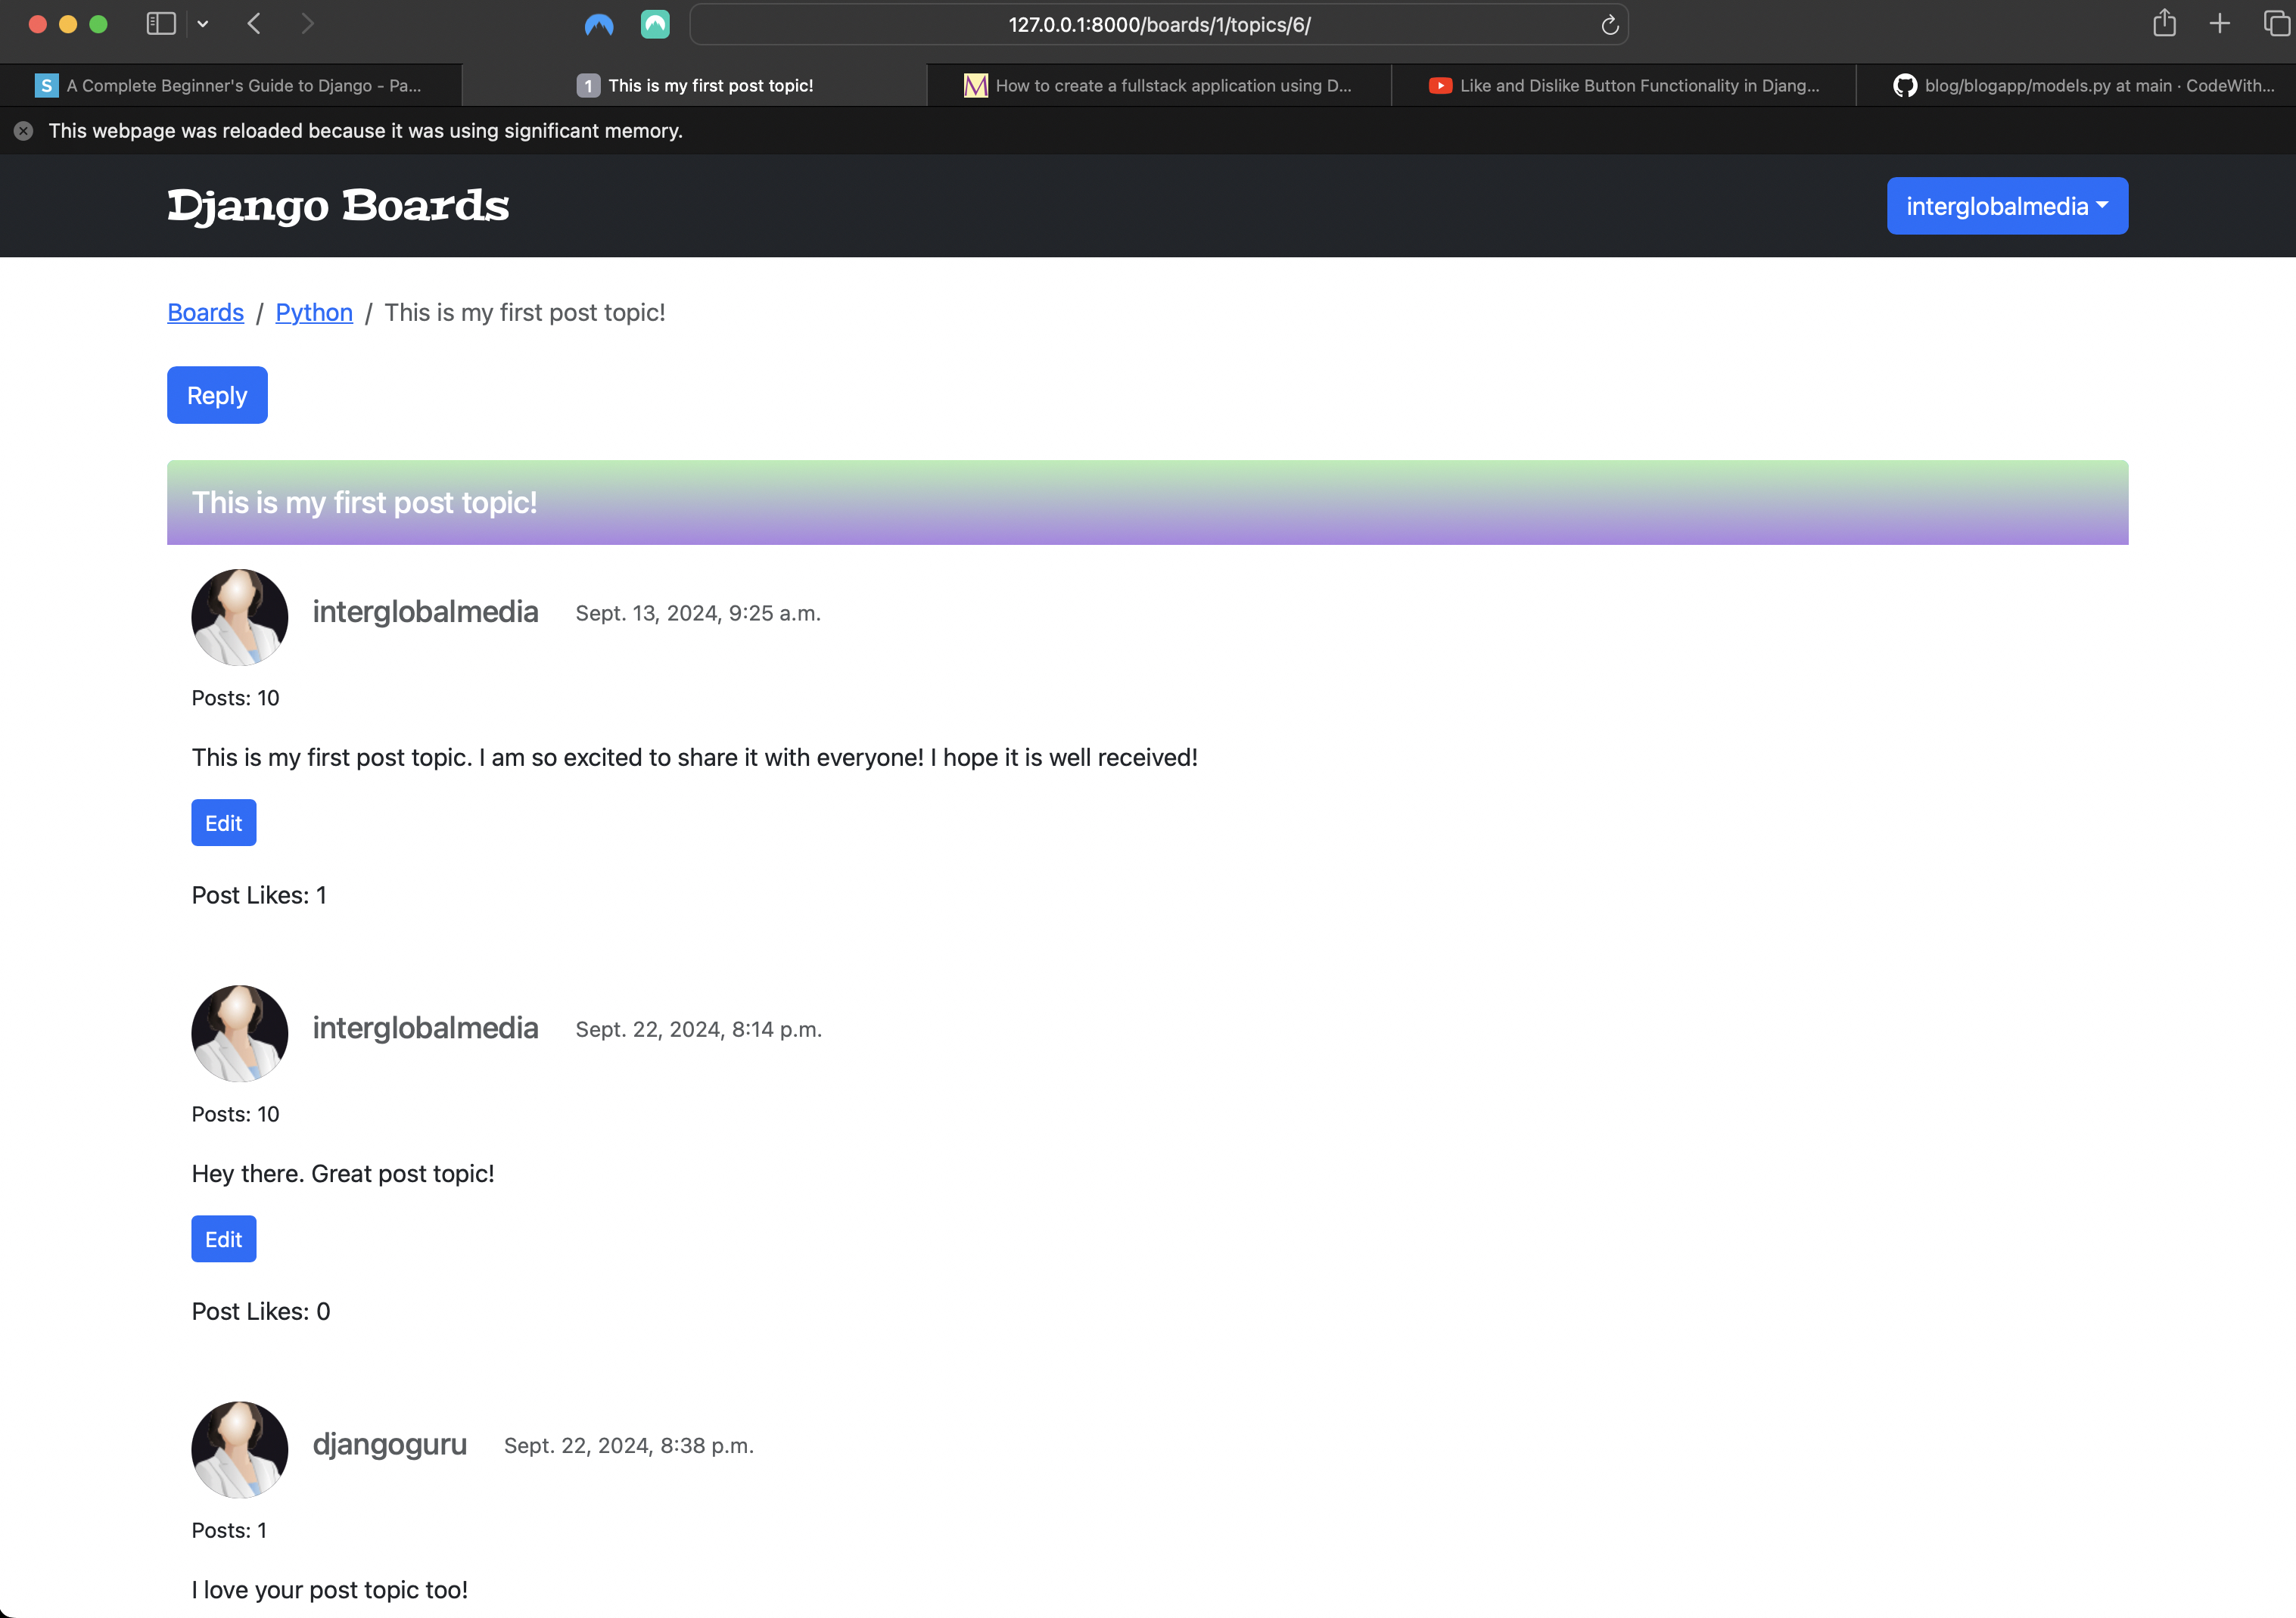 127.0.0.1:8000/boards/1/topics/6/
S A Complete Beginner's Guide to Django - Pa...
1 This is my first post topic!
M How to create a fullstack application using D...
Like and Dislike Button Functionality in Djang...
blog/blogapp/models.py at main · CodeWith...
This webpage was reloaded because it was using significant memory.
Django Boards
interglobalmedia
Boards / Python / This is my first post topic!
Reply
This is my first post topic!
interglobalmedia Sept. 13, 2024, 9:25 a.m.
Posts: 10
This is my first post topic. I am so excited to share it with everyone! I hope it is well received!
Edit
Post Likes: 1
interglobalmedia Sept. 22, 2024, 8:14 p.m.
Posts: 10
Hey there. Great post topic!
Edit
Post Likes: 0
djangoguru Sept. 22, 2024, 8:38 p.m.
Posts: 1
I love your post topic too!